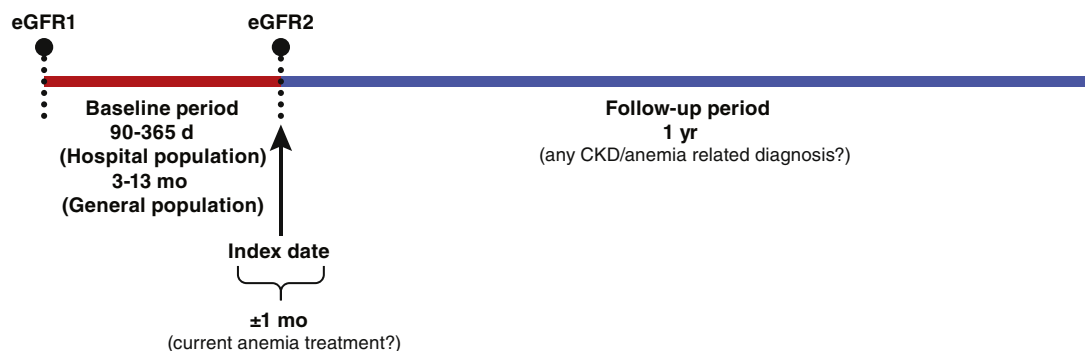 eGFR1
eGFR2
Baseline period
90-365 d
(Hospital population)
3-13 mo
(General population)
Follow-up period
1 yr
(any CKD/anemia related diagnosis?)
Index date
±1 mo
(current anemia treatment?)